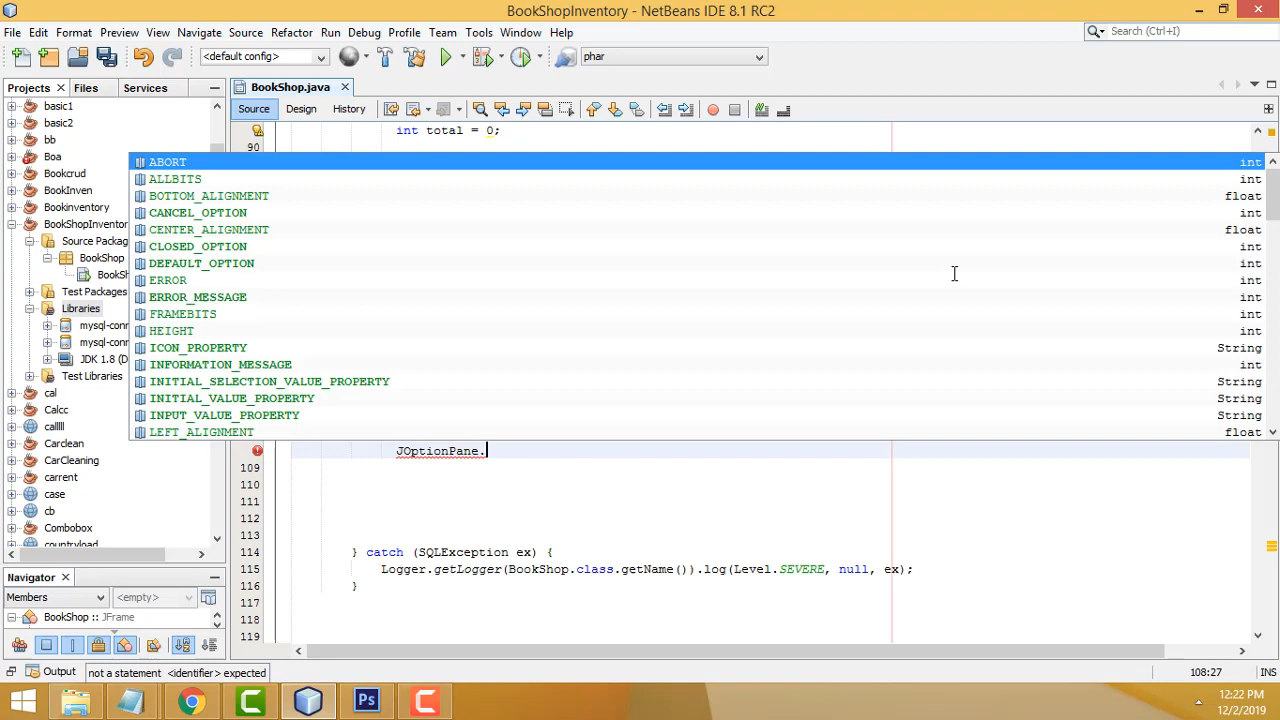 BookShopInventory - NetBeans IDE 8.1 RC2
File Edit Format Preview View Navigate Source Refactor Run Debug Profile Team Tools Window Help
Search (Ctrl+I)
<default config>
phar
Projects Files Services
BookShop.java
Source Design History
basic1
basic2
bb
Boa
Bookcrud
BookInven
Bookinventory
BookShopInventor
Source Packag
BookShop
BookSh
Test Packages
Libraries
mysql-conn
mysql-conn
JDK 1.8 (D
Test Libraries
cal
Calcc
callll
Carclean
CarCleaning
carrent
case
cb
Combobox
countryload
int total = 0;
90
ABORT int
ALLBITS int
BOTTOM_ALIGNMENT float
CANCEL_OPTION int
CENTER_ALIGNMENT float
CLOSED_OPTION int
DEFAULT_OPTION int
ERROR int
ERROR_MESSAGE int
FRAMEBITS int
HEIGHT int
ICON_PROPERTY String
INFORMATION_MESSAGE int
INITIAL_SELECTION_VALUE_PROPERTY String
INITIAL_VALUE_PROPERTY String
INPUT_VALUE_PROPERTY String
LEFT_ALIGNMENT float
JOptionPane.
109
110
111
112
113
114 } catch (SQLException ex) {
115 Logger.getLogger(BookShop.class.getName()).log(Level.SEVERE, null, ex);
116 }
117
118
119
Navigator
Members <empty>
BookShop :: JFrame
Output not a statement <identifier> expected
108:27 INS
Ps
12:22 PM
12/2/2019